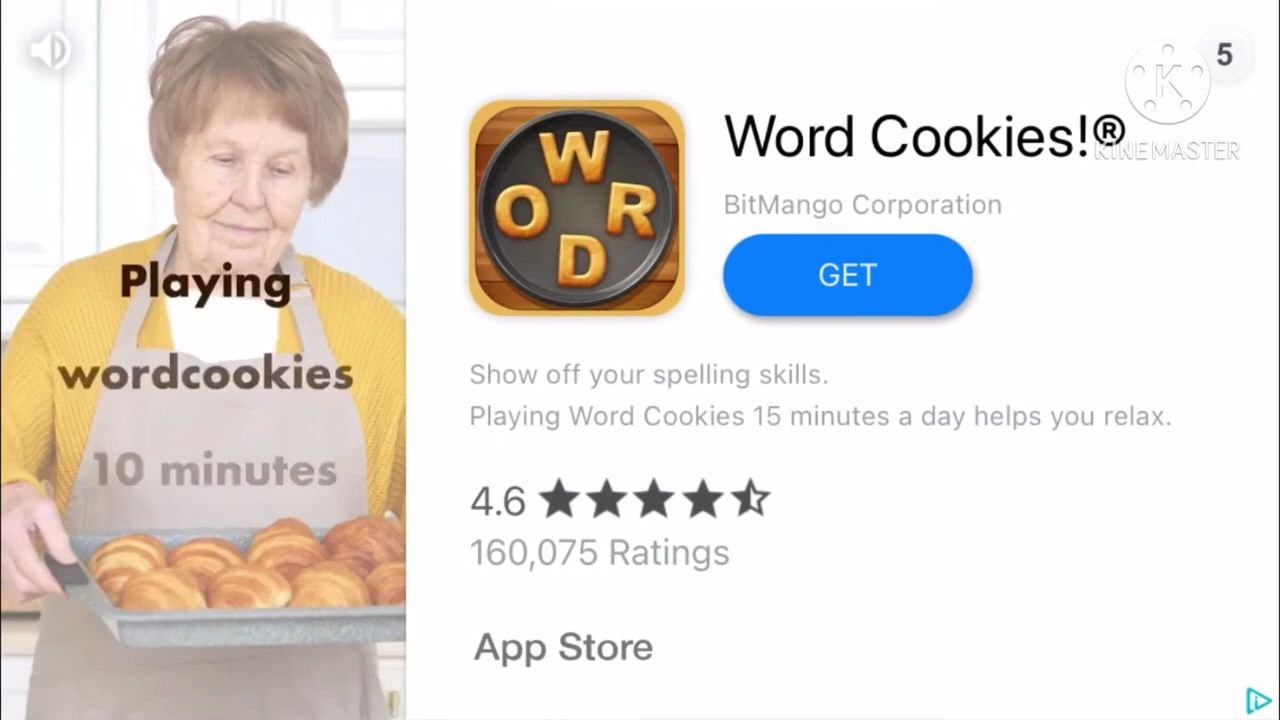 Playing
wordcookies
10 minutes
W
O R
D
Word Cookies!®
BitMango Corporation
GET
Show off your spelling skills.
Playing Word Cookies 15 minutes a day helps you relax.
4.6
160,075 Ratings
App Store
5
K
KINEMASTER